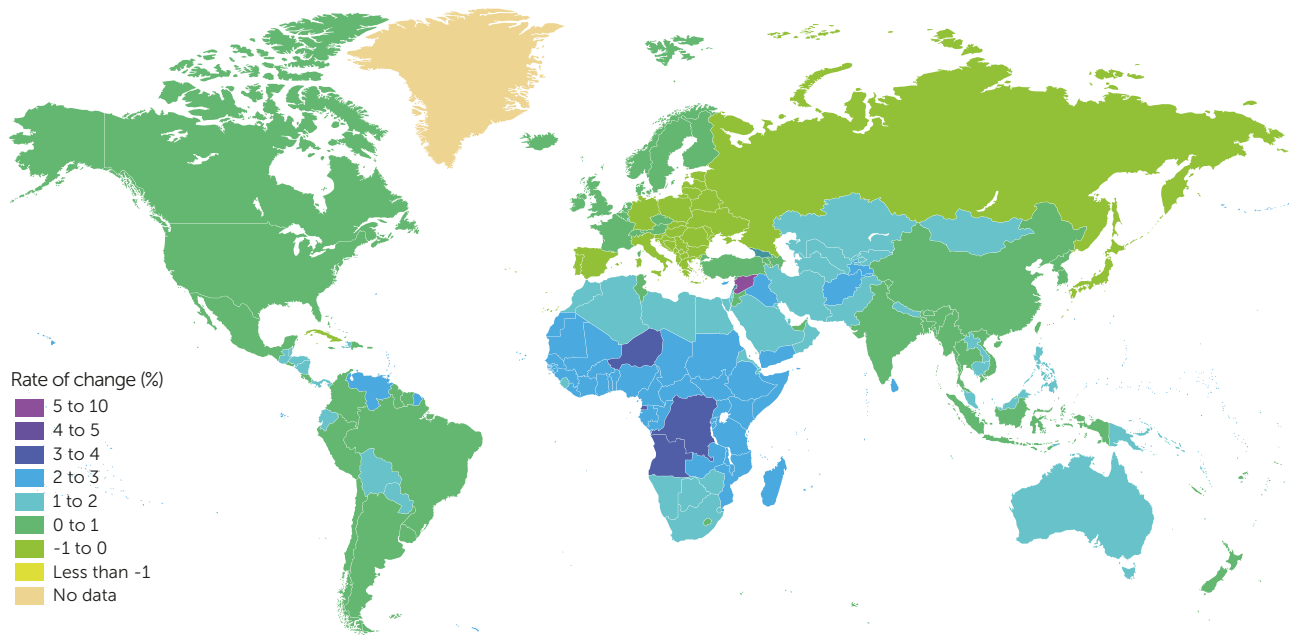 Rate of change (%)
5 to 10
4 to 5
3 to 4
2 to 3
1 to 2
0 to 1
-1 to 0
Less than -1
No data